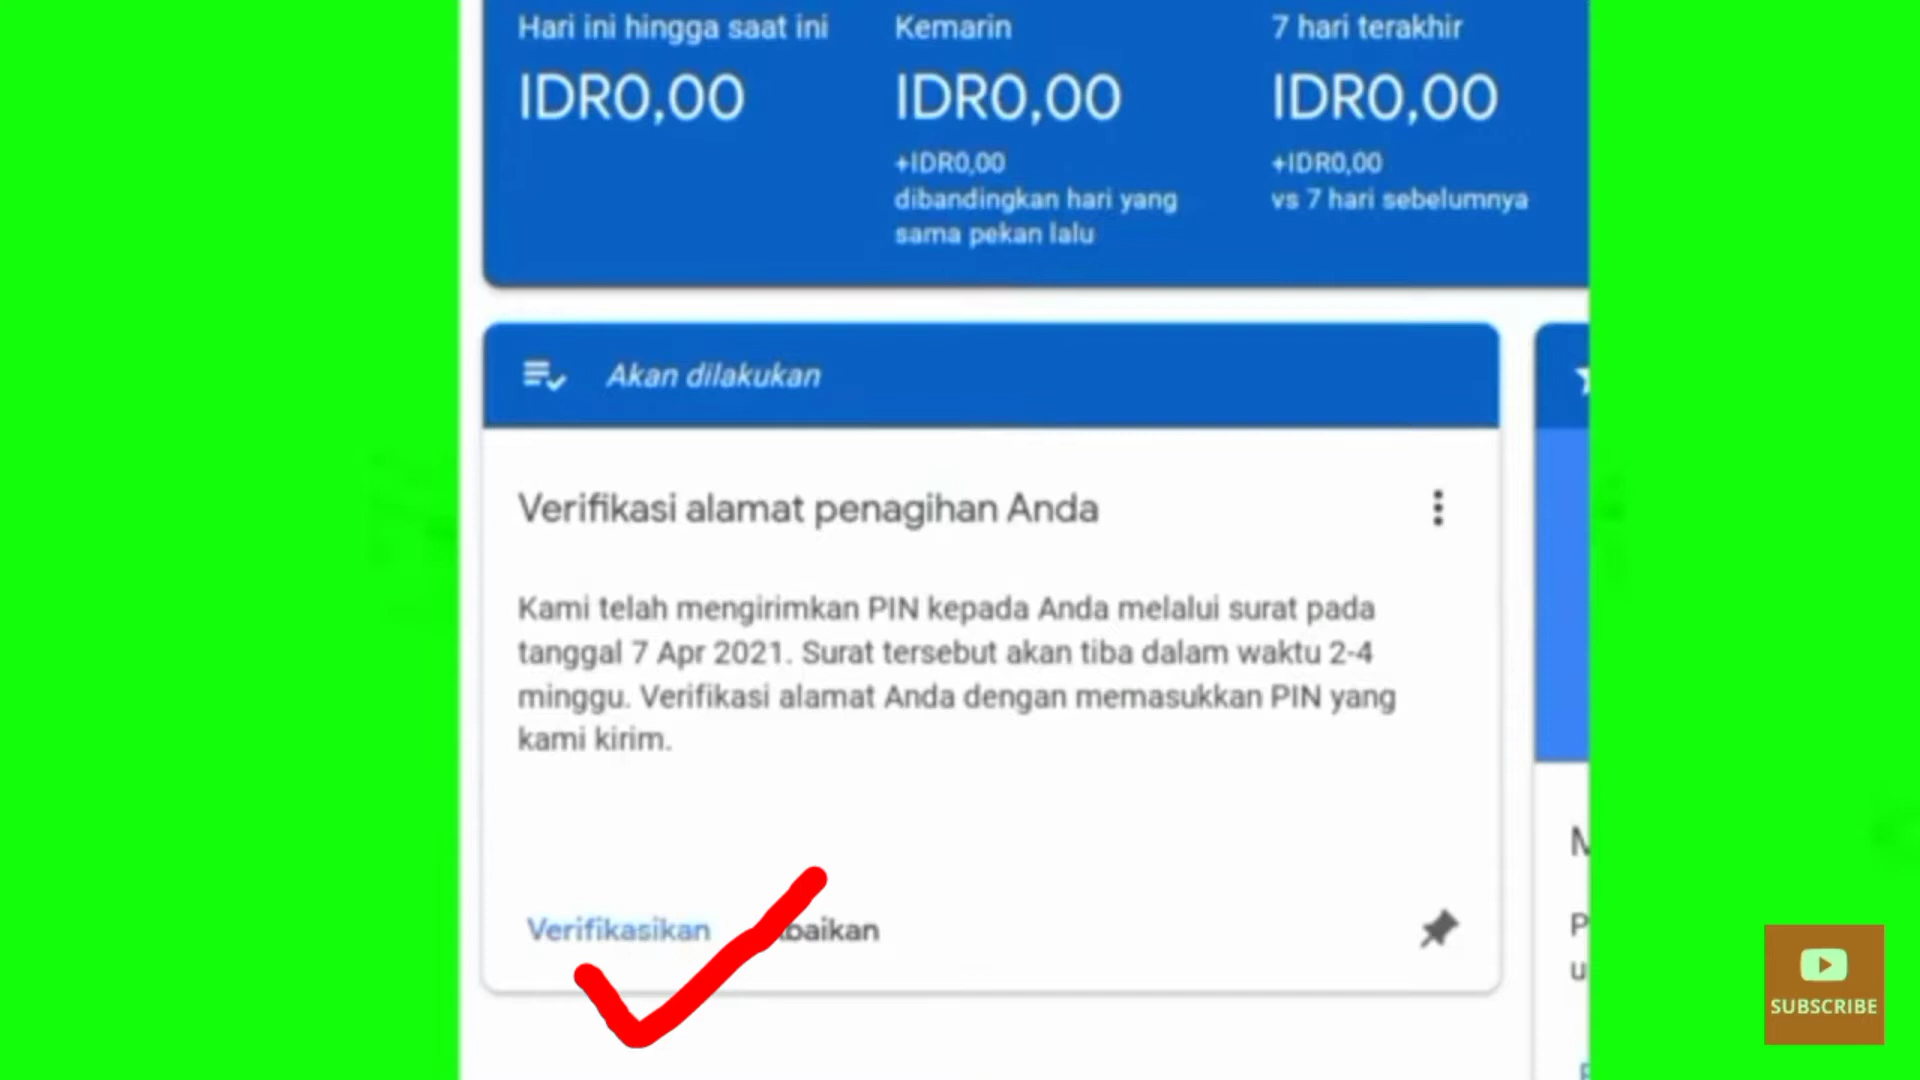 Hari ini hingga saat ini
Kemarin
7 hari terakhir
IDR0,00
IDR0,00
IDR0,00
+IDR0,00
dibandingkan hari yang
sama pekan lalu
+IDR0,00
vs 7 hari sebelumnya
Akan dilakukan
Verifikasi alamat penagihan Anda
Kami telah mengirimkan PIN kepada Anda melalui surat pada
tanggal 7 Apr 2021. Surat tersebut akan tiba dalam waktu 2-4
minggu. Verifikasi alamat Anda dengan memasukkan PIN yang
kami kirim.
Verifikasikan
SUBSCRIBE